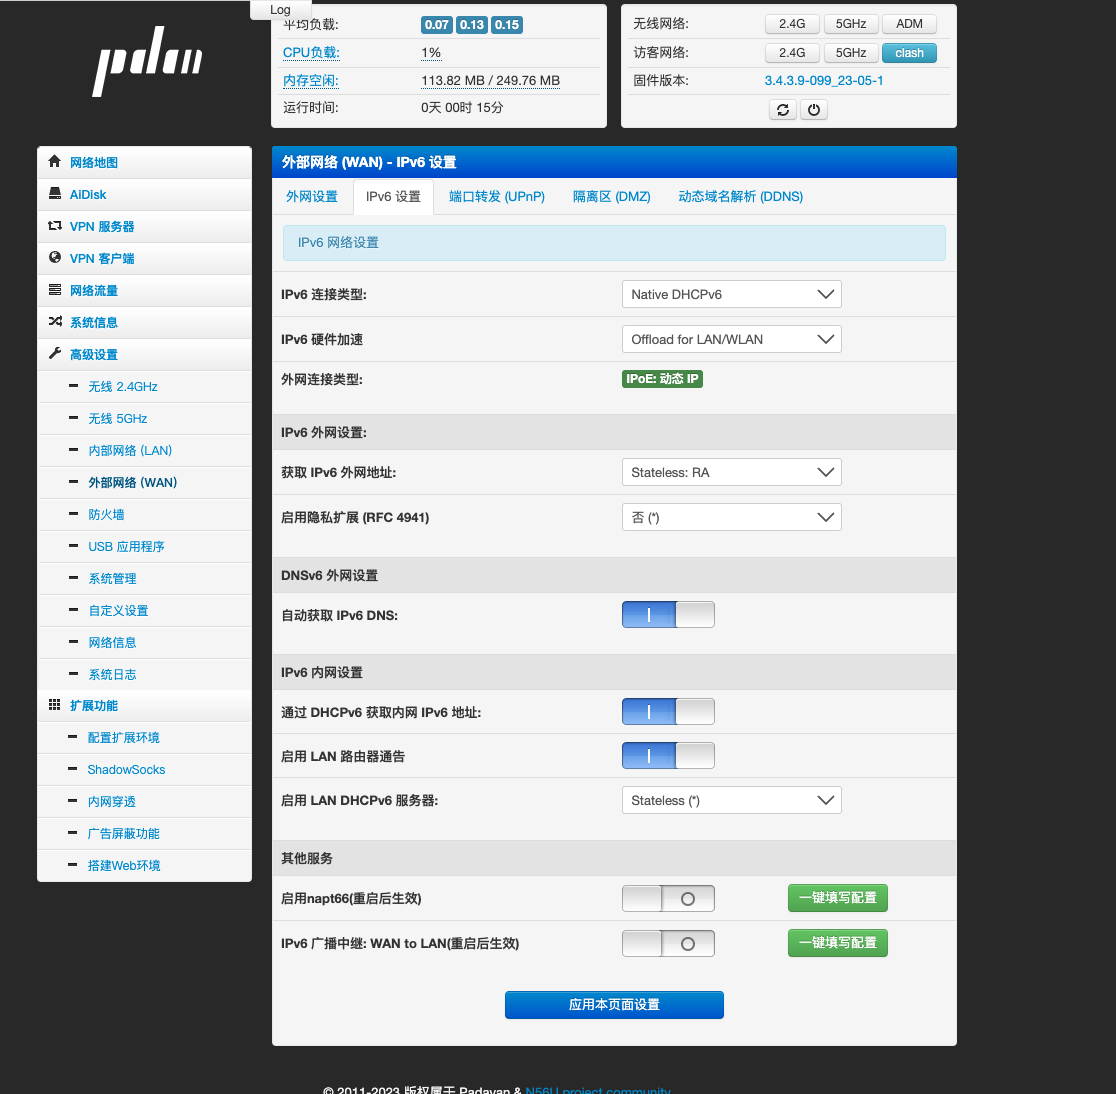 Log
pdan
平均负载:
0.07 0.13 0.15
CPU负载:
1%
内存空闲:
113.82 MB / 249.76 MB
运行时间:
0天 00时 15分
无线网络:
2.4G 5GHz ADM
访客网络:
2.4G 5GHz clash
固件版本:
3.4.3.9-099_23-05-1
网络地图
AiDisk
VPN 服务器
VPN 客户端
网络流量
系统信息
高级设置
无线 2.4GHz
无线 5GHz
内部网络 (LAN)
外部网络 (WAN)
防火墙
USB 应用程序
系统管理
自定义设置
网络信息
系统日志
扩展功能
配置扩展环境
ShadowSocks
内网穿透
广告屏蔽功能
搭建Web环境
外部网络 (WAN) - IPv6 设置
外网设置 IPv6 设置 端口转发 (UPnP) 隔离区 (DMZ) 动态域名解析 (DDNS)
IPv6 网络设置
IPv6 连接类型: Native DHCPv6
IPv6 硬件加速 Offload for LAN/WLAN
外网连接类型: IPoE: 动态 IP
IPv6 外网设置:
获取 IPv6 外网地址: Stateless: RA
启用隐私扩展 (RFC 4941) 否 (*)
DNSv6 外网设置
自动获取 IPv6 DNS:
IPv6 内网设置
通过 DHCPv6 获取内网 IPv6 地址:
启用 LAN 路由器通告
启用 LAN DHCPv6 服务器: Stateless (*)
其他服务
启用napt66(重启后生效) 一键填写配置
IPv6 广播中继: WAN to LAN(重启后生效) 一键填写配置
应用本页面设置
© 2011-2023 版权属于 Padavan & N56U project community